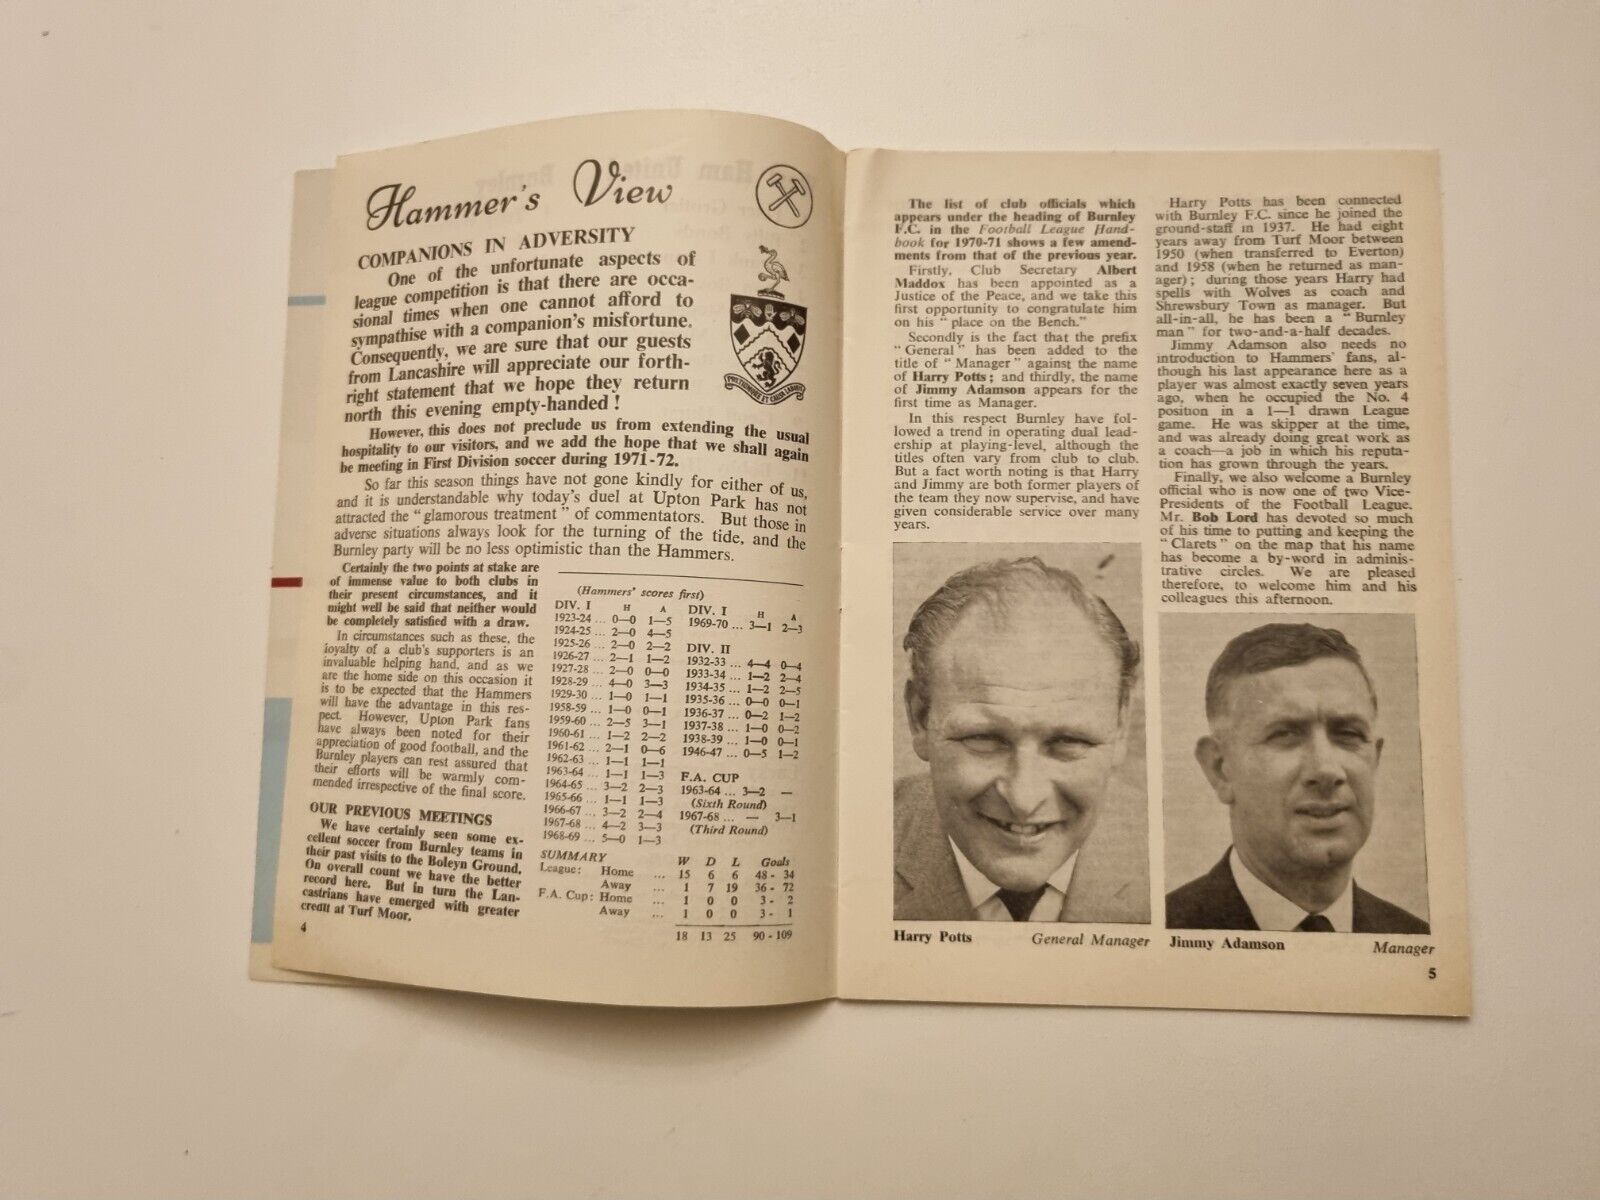 Hammer's View
COMPANIONS IN ADVERSITY
One of the unfortunate aspects of
league competition is that there are occa-
sional times when one cannot afford to
sympathise with a companion's misfortune.
Consequently, we are sure that our guests
from Lancashire will appreciate our forth-
right statement that we hope they return
north this evening empty-handed !
However, this does not preclude us from extending the usual
hospitality to our visitors, and we add the hope that we shall again
be meeting in First Division soccer during 1971-72.
So far this season things have not gone kindly for either of us,
and it is understandable why today's duel at Upton Park has not
attracted the " glamorous treatment " of commentators. But those in
adverse situations always look for the turning of the tide, and the
Burnley party will be no less optimistic than the Hammers.
Certainly the two points at stake are
of immense value to both clubs in
their present circumstances, and it
might well be said that neither would
be completely satisfied with a draw.
In circumstances such as these, the
loyalty of a club's supporters is an
invaluable helping hand, and as we
are the home side on this occasion it
is to be expected that the Hammers
will have the advantage in this res-
pect. However, Upton Park fans
have always been noted for their
appreciation of good football, and the
Burnley players can rest assured that
their efforts will be warmly com-
mended irrespective of the final score.
OUR PREVIOUS MEETINGS
We have certainly seen some ex-
cellent soccer from Burnley teams in
their past visits to the Boleyn Ground.
On overall count we have the better
record here. But in turn the Lan-
castrians have emerged with greater
credit at Turf Moor.
4
(Hammers' scores first)
DIV. I H A
1923-24 ... 0—0 1—5
1924-25 ... 2—0 4—5
1925-26 ... 2—0 2—2
1926-27 ... 2—1 1—2
1927-28 ... 2—0 0—0
1928-29 ... 4—0 3—3
1929-30 ... 1—0 1—1
1958-59 ... 1—0 0—1
1959-60 ... 2—5 3—1
1960-61 ... 1—2 2—2
1961-62 ... 2—1 0—6
1962-63 ... 1—1 1—1
1963-64 ... 1—1 1—3
1964-65 ... 3—2 2—3
1965-66 ... 1—1 1—3
1966-67 ... 3—2 2—4
1967-68 ... 4—2 3—3
1968-69 ... 5—0 1—3
DIV. I H A
1969-70 ... 3—1 2—3
DIV. II
1932-33 ... 4—4 0—4
1933-34 ... 1—2 2—4
1934-35 ... 1—2 2—5
1935-36 ... 0—0 0—1
1936-37 ... 0—2 1—2
1937-38 ... 1—0 0—2
1938-39 ... 1—0 0—1
1946-47 ... 0—5 1—2
F.A. CUP
1963-64 ... 3—2 —
(Sixth Round)
1967-68 ... — 3—1
(Third Round)
SUMMARY W D L Goals
League: Home ... 15 6 6 48 - 34
Away ... 1 7 19 36 - 72
F.A. Cup: Home ... 1 0 0 3 - 2
Away ... 1 0 0 3 - 1
18 13 25 90 - 109
The list of club officials which
appears under the heading of Burnley
F.C. in the Football League Hand-
book for 1970-71 shows a few amend-
ments from that of the previous year.
Firstly, Club Secretary Albert
Maddox has been appointed as a
Justice of the Peace, and we take this
first opportunity to congratulate him
on his " place on the Bench."
Secondly is the fact that the prefix
" General " has been added to the
title of " Manager " against the name
of Harry Potts ; and thirdly, the name
of Jimmy Adamson appears for the
first time as Manager.
In this respect Burnley have fol-
lowed a trend in operating dual lead-
ership at playing-level, although the
titles often vary from club to club.
But a fact worth noting is that Harry
and Jimmy are both former players of
the team they now supervise, and have
given considerable service over many
years.
Harry Potts General Manager
Harry Potts has been connected
with Burnley F.C. since he joined the
ground-staff in 1937. He had eight
years away from Turf Moor between
1950 (when transferred to Everton)
and 1958 (when he returned as man-
ager) ; during those years Harry had
spells with Wolves as coach and
Shrewsbury Town as manager. But
all-in-all, he has been a " Burnley
man " for two-and-a-half decades.
Jimmy Adamson also needs no
introduction to Hammers' fans, al-
though his last appearance here as a
player was almost exactly seven years
ago, when he occupied the No. 4
position in a 1—1 drawn League
game. He was skipper at the time,
and was already doing great work as
a coach—a job in which his reputa-
tion has grown through the years.
Finally, we also welcome a Burnley
official who is now one of two Vice-
Presidents of the Football League.
Mr. Bob Lord has devoted so much
of his time to putting and keeping the
" Clarets " on the map that his name
has become a by-word in adminis-
trative circles. We are pleased
therefore, to welcome him and his
colleagues this afternoon.
Jimmy Adamson Manager
5